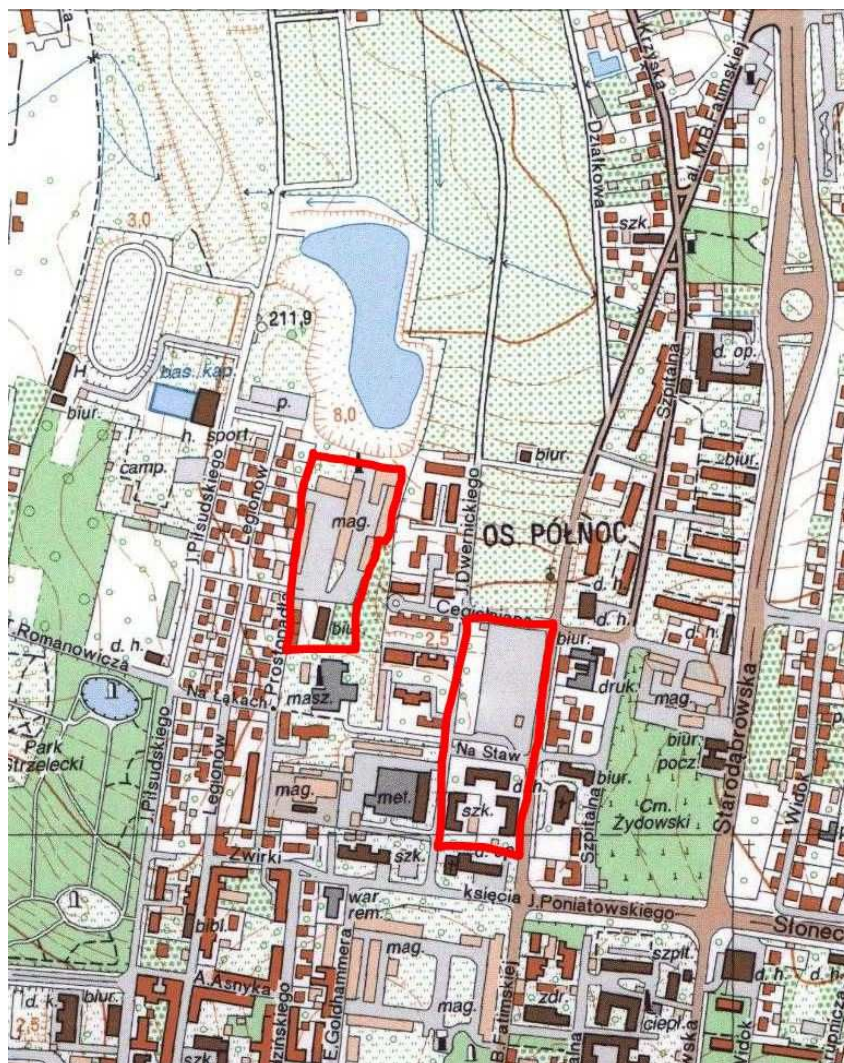 Krzyska
al. M.B. Fatimskiej
Działkowa
szk.
3,0
211,9
Szpitalna
d. op.
H
bas. kąp.
p.
biur.
8,0
h. sport.
camp.
J.Piłsudskiego
Legionów
biur.
biur.
mag.
J.Dwernickiego
OS. PÓŁNOC
d. h.
Cegielniana
d. h.
Prostopadła
biur.
2,5
biur.
Romanowicza
d. h.
druk.
mag.
Na Łąkach
masz.
Starodąbrowska
Park
Strzelecki
Na Staw
biur.
pocz.
J.Piłsudskiego
Legionów
d. h.
biur.
mag.
met.
szk.
Cm.
Żydowski
Widok
Szpitalna
Żwirki
szk.
księcia J.Poniatowskiego
war.
rem.
Słonec
bibl.
mag.
szpit.
A.Asnyka
d. h.
d. h.
d. k.
biur.
E.Goldhammera
zdr.
2,5
mag.
ciepł.
szk.